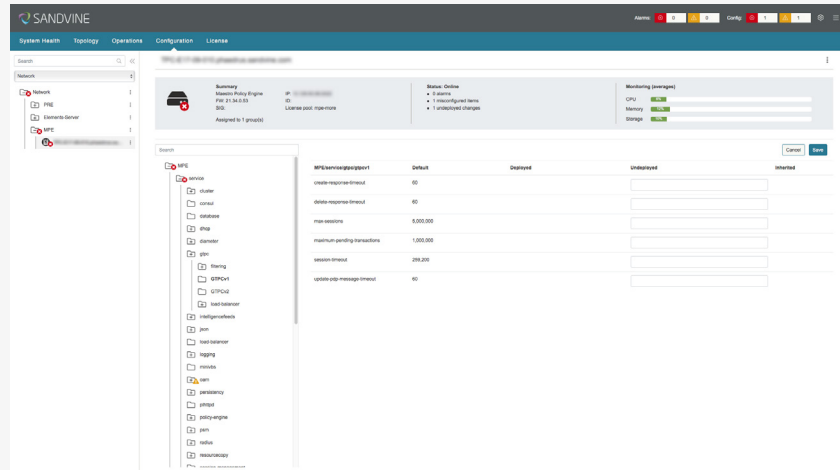 SANDVINE
Alarms: 0 0 Config: 1 1
System Health Topology Operations Configuration License
Search
Network
Network
PRE
Elements-Server
MPE
Summary
Maestro Policy Engine
FW: 21.34.0.53
SIG:
Assigned to 1 group(s)
IP:
ID:
License pool: mpe-more
Status: Online
0 alarms
1 misconfigured items
1 undeployed changes
Monitoring (averages)
CPU
Memory
Storage
Search
Cancel Save
MPE
service
cluster
consul
database
dhcp
diameter
gtpc
filtering
GTPCv1
GTPCv2
load-balancer
intelligencefeeds
json
load-balancer
logging
minivbs
oam
persistency
policy-engine
psm
radius
resourcecopy
MPE/service/gtpc/gtpcv1 Default Deployed Undeployed Inherited
create-response-timeout 60
delete-response-timeout 60
max-sessions 5,000,000
maximum-pending-transactions 1,000,000
session-timeout 259,200
update-pdp-message-timeout 60